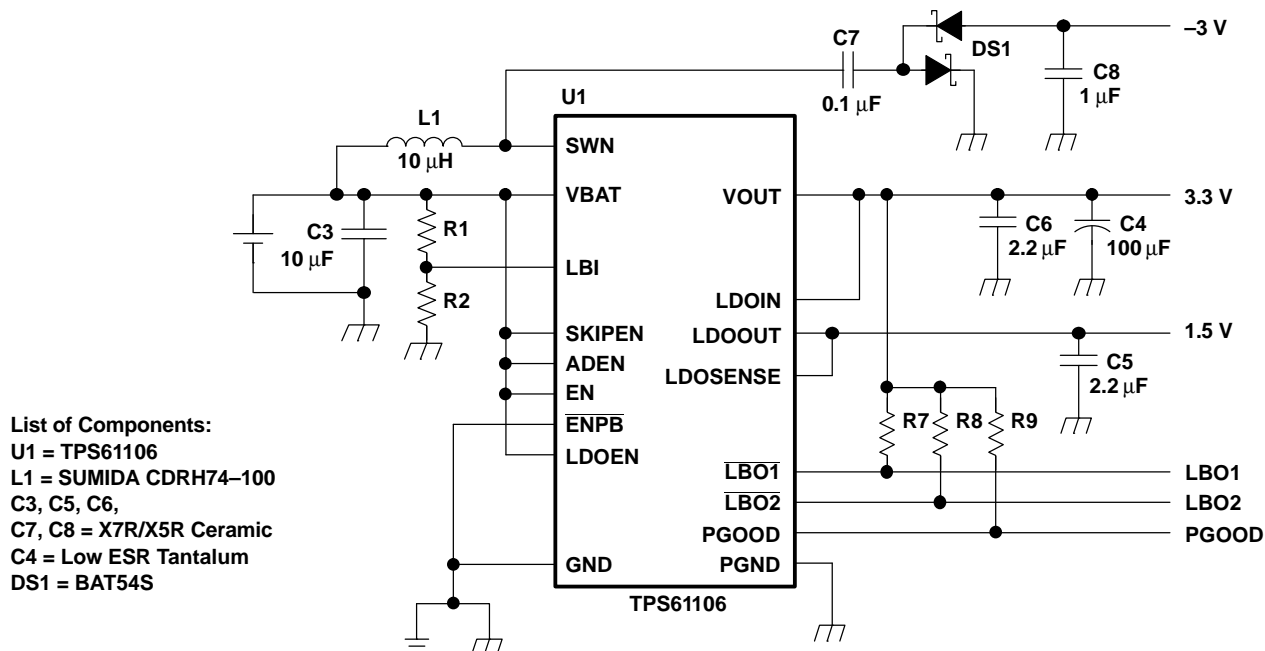 –3 V
C7
DS1
C8
0.1 μF
1 μF
U1
L1
SWN
10 μH
VBAT
VOUT
3.3 V
C3
R1
C6
C4
10 μF
2.2 μF
100 μF
LBI
R2
LDOIN
SKIPEN
LDOOUT
1.5 V
ADEN
LDOSENSE
C5
EN
2.2 μF
ENPB
R7
R8
R9
LDOEN
LBO1
LBO1
LBO2
LBO2
PGOOD
PGOOD
GND
PGND
TPS61106
List of Components:
U1 = TPS61106
L1 = SUMIDA CDRH74–100
C3, C5, C6,
C7, C8 = X7R/X5R Ceramic
C4 = Low ESR Tantalum
DS1 = BAT54S